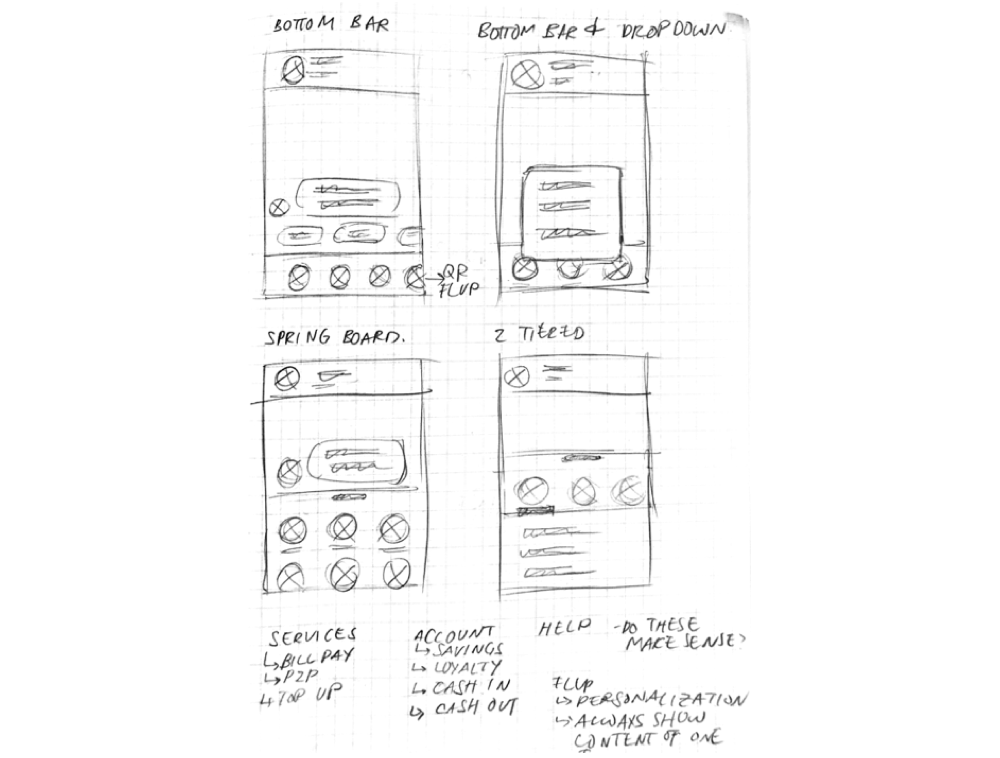 BOTTOM BAR
BOTTOM BAR & DROPDOWN
QR
FLUP
SPRING BOARD.
2 TIERED
SERVICES
↳BILL PAY
↳P2P
↳TOP UP
ACCOUNT
↳SAVINGS
↳LOYALTY
↳CASH IN
↳CASH OUT
HELP
-DO THESE
MAKE SENSE?
FLUP
↳PERSONALIZATION
↳ALWAYS SHOW
CONTENT OF ONE